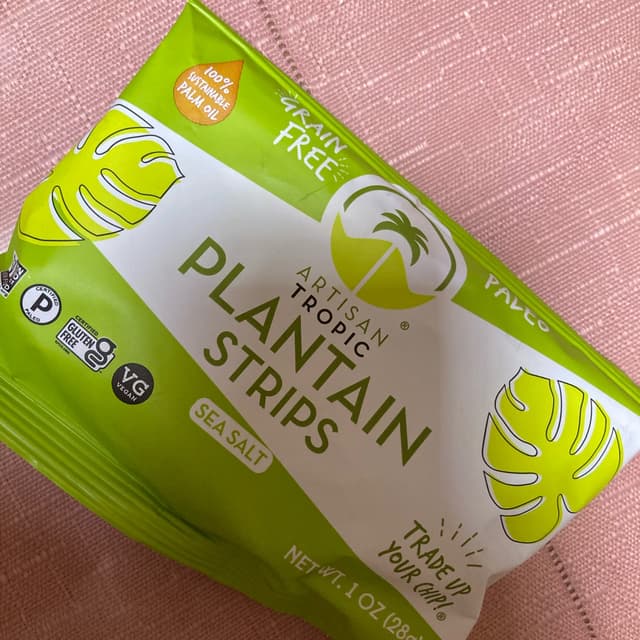 100%
SUSTAINABLE
PALM OIL
GRAIN
FREE
PALEO
ARTISAN
TROPIC
®
PLANTAIN
STRIPS
SEA SALT
CERTIFIED
P
PALEO
CERTIFIED
GLUTEN
FREE
g
VG
VEGAN
TRADE UP
YOUR CHIP!®
NET WT. 1 OZ (28g)